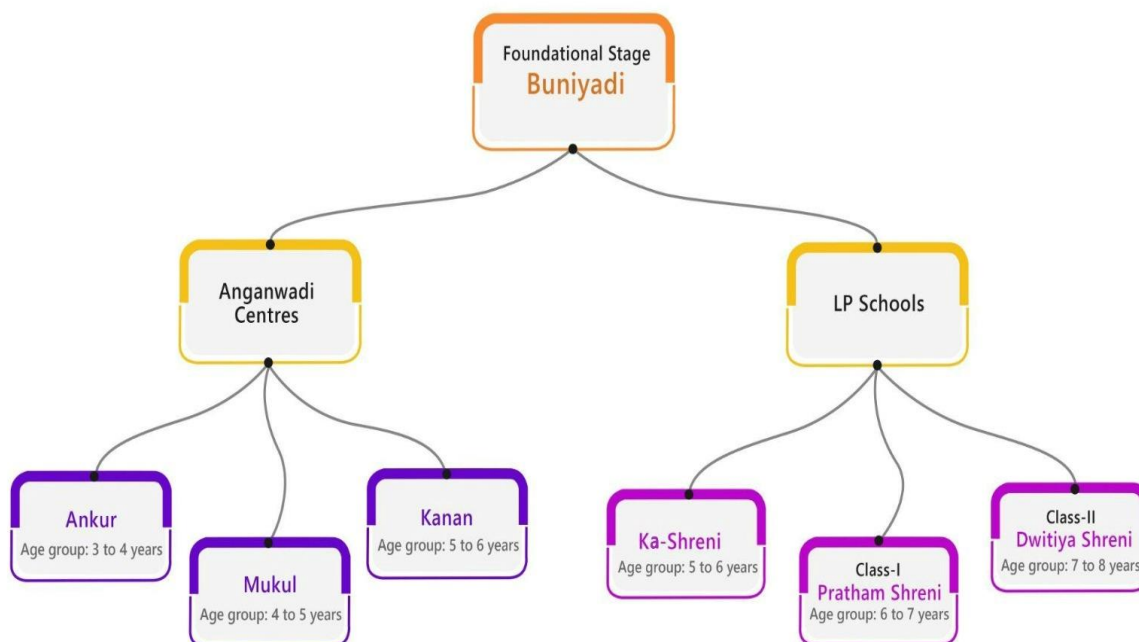 Foundational Stage
Buniyadi
Anganwadi
Centres
LP Schools
Ankur
Age group: 3 to 4 years
Mukul
Age group: 4 to 5 years
Kanan
Age group: 5 to 6 years
Ka-Shreni
Age group: 5 to 6 years
Class-I
Pratham Shreni
Age group: 6 to 7 years
Class-II
Dwitiya Shreni
Age group: 7 to 8 years